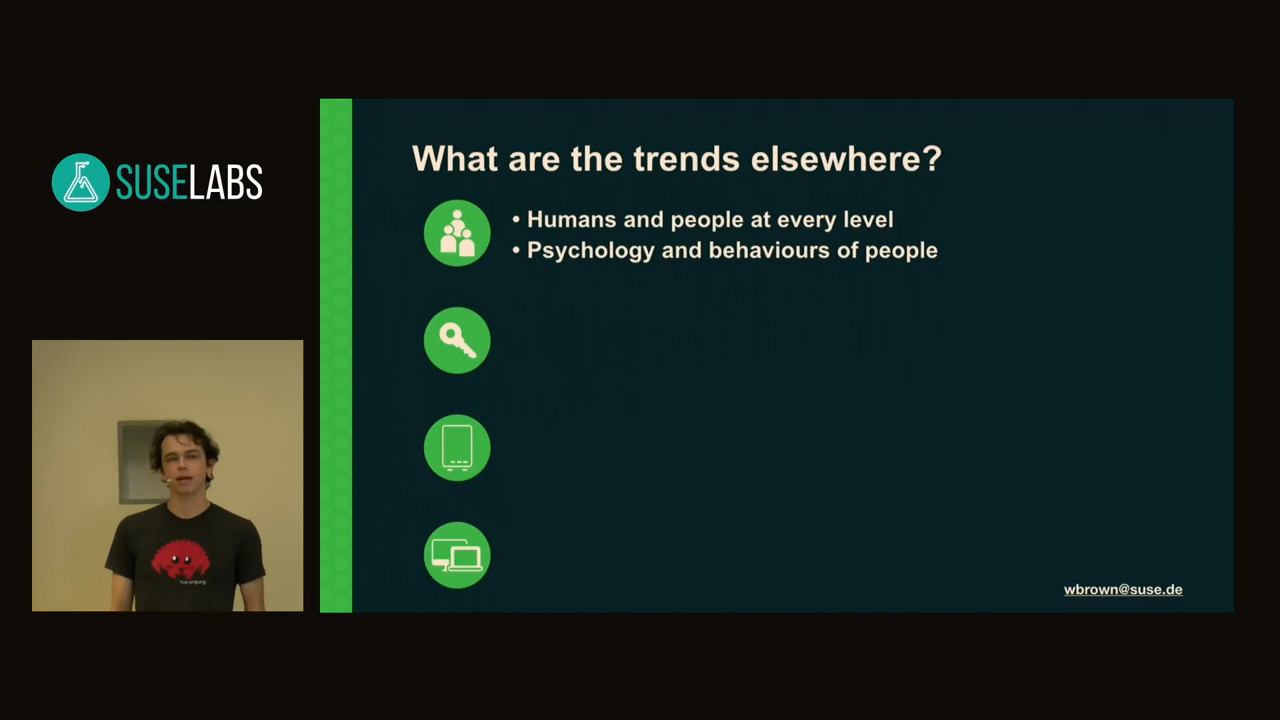 SUSELABS
What are the trends elsewhere?
• Humans and people at every level
• Psychology and behaviours of people
wbrown@suse.de